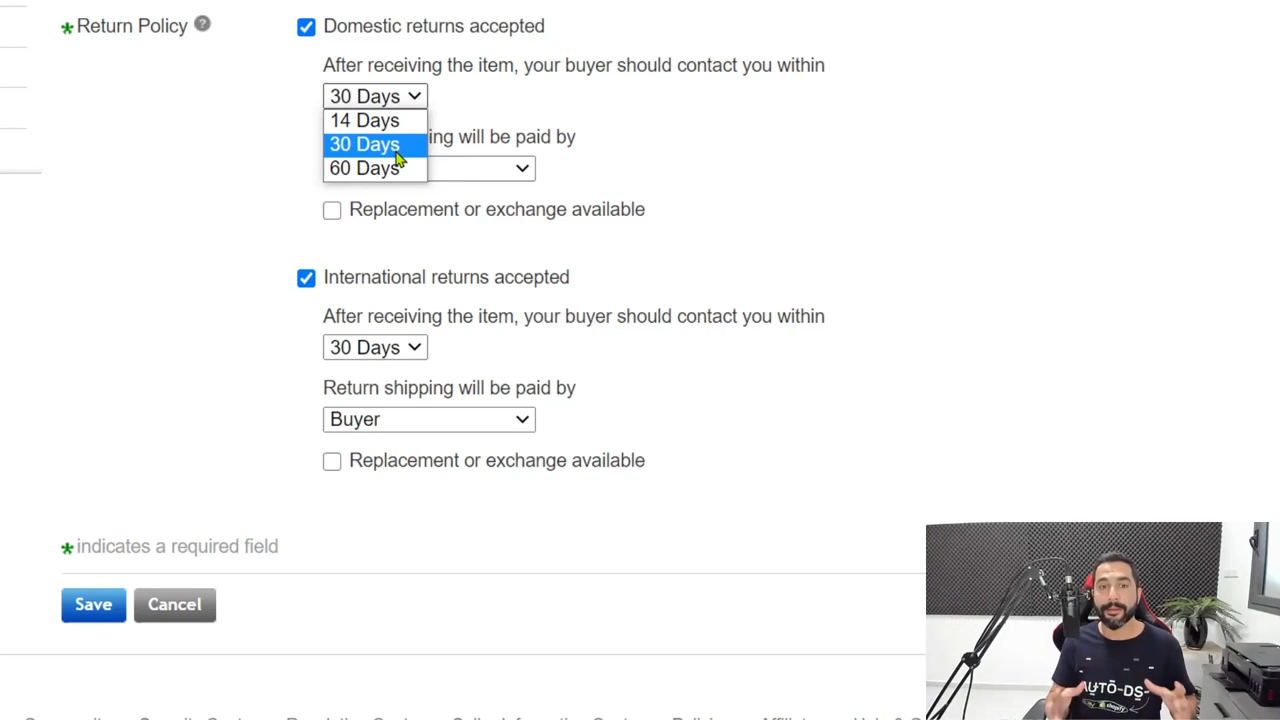 Return Policy ?
Domestic returns accepted
After receiving the item, your buyer should contact you within
30 Days
14 Days
30 Days
60 Days
ing will be paid by
Replacement or exchange available
International returns accepted
After receiving the item, your buyer should contact you within
30 Days
Return shipping will be paid by
Buyer
Replacement or exchange available
* indicates a required field
Save
Cancel
AUTO-DS
shopify